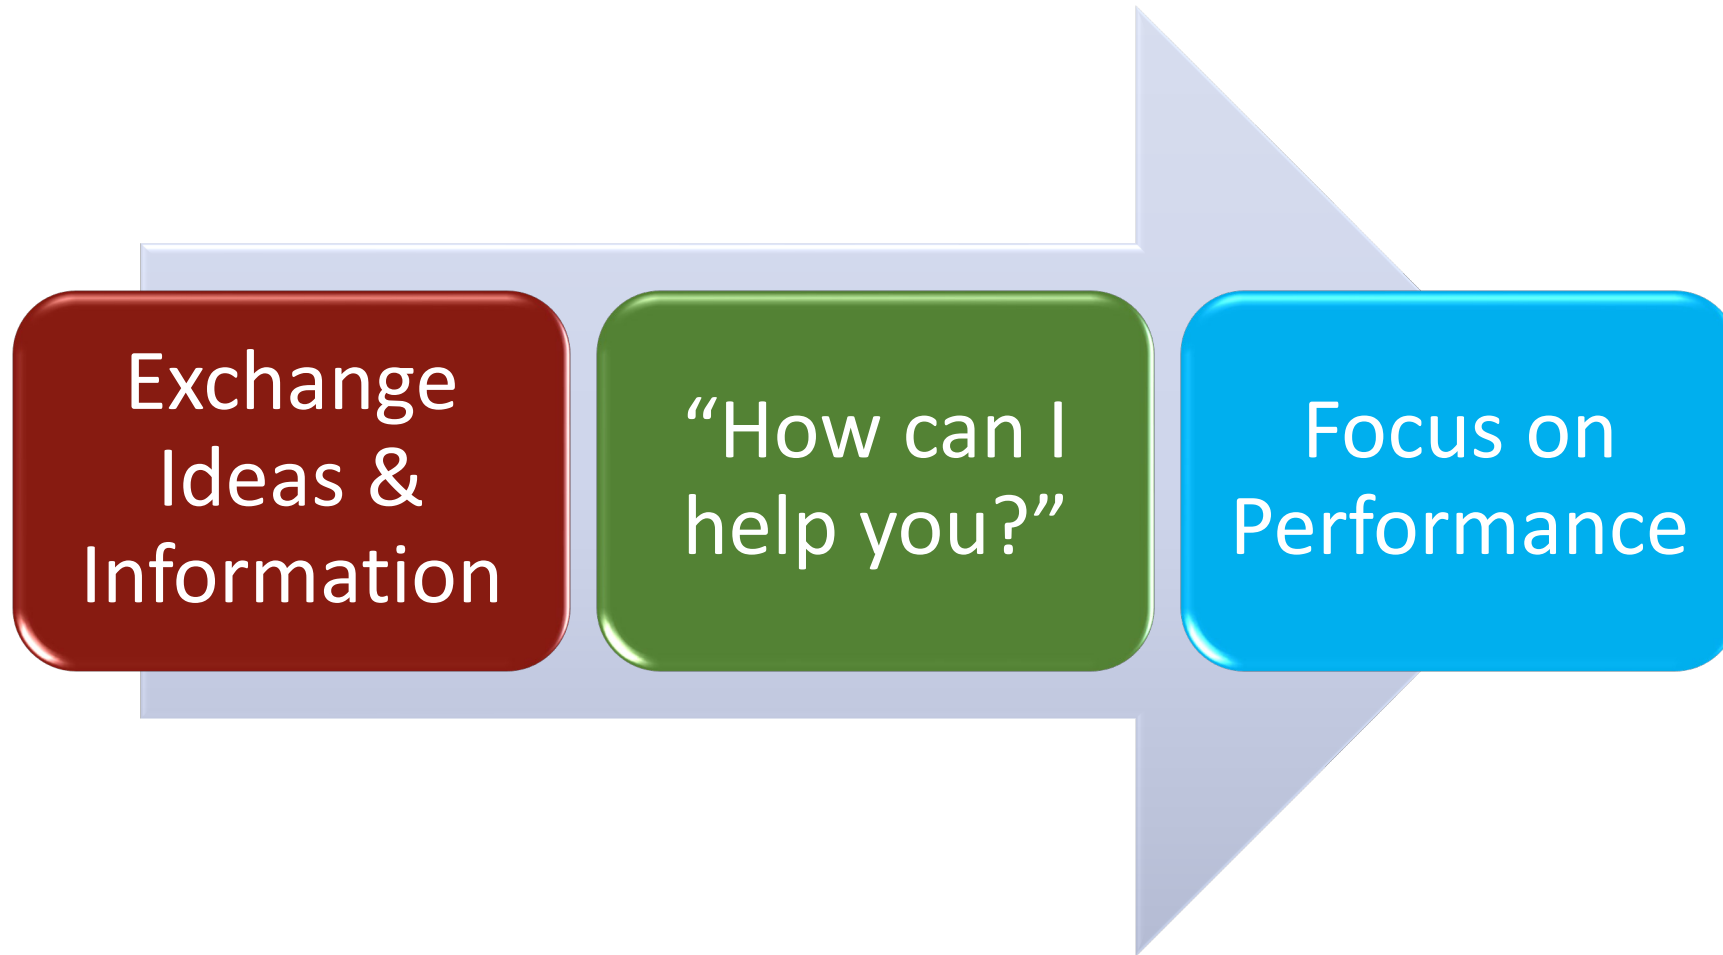 Exchange
Ideas &
Information
“How can I
help you?”
Focus on
Performance